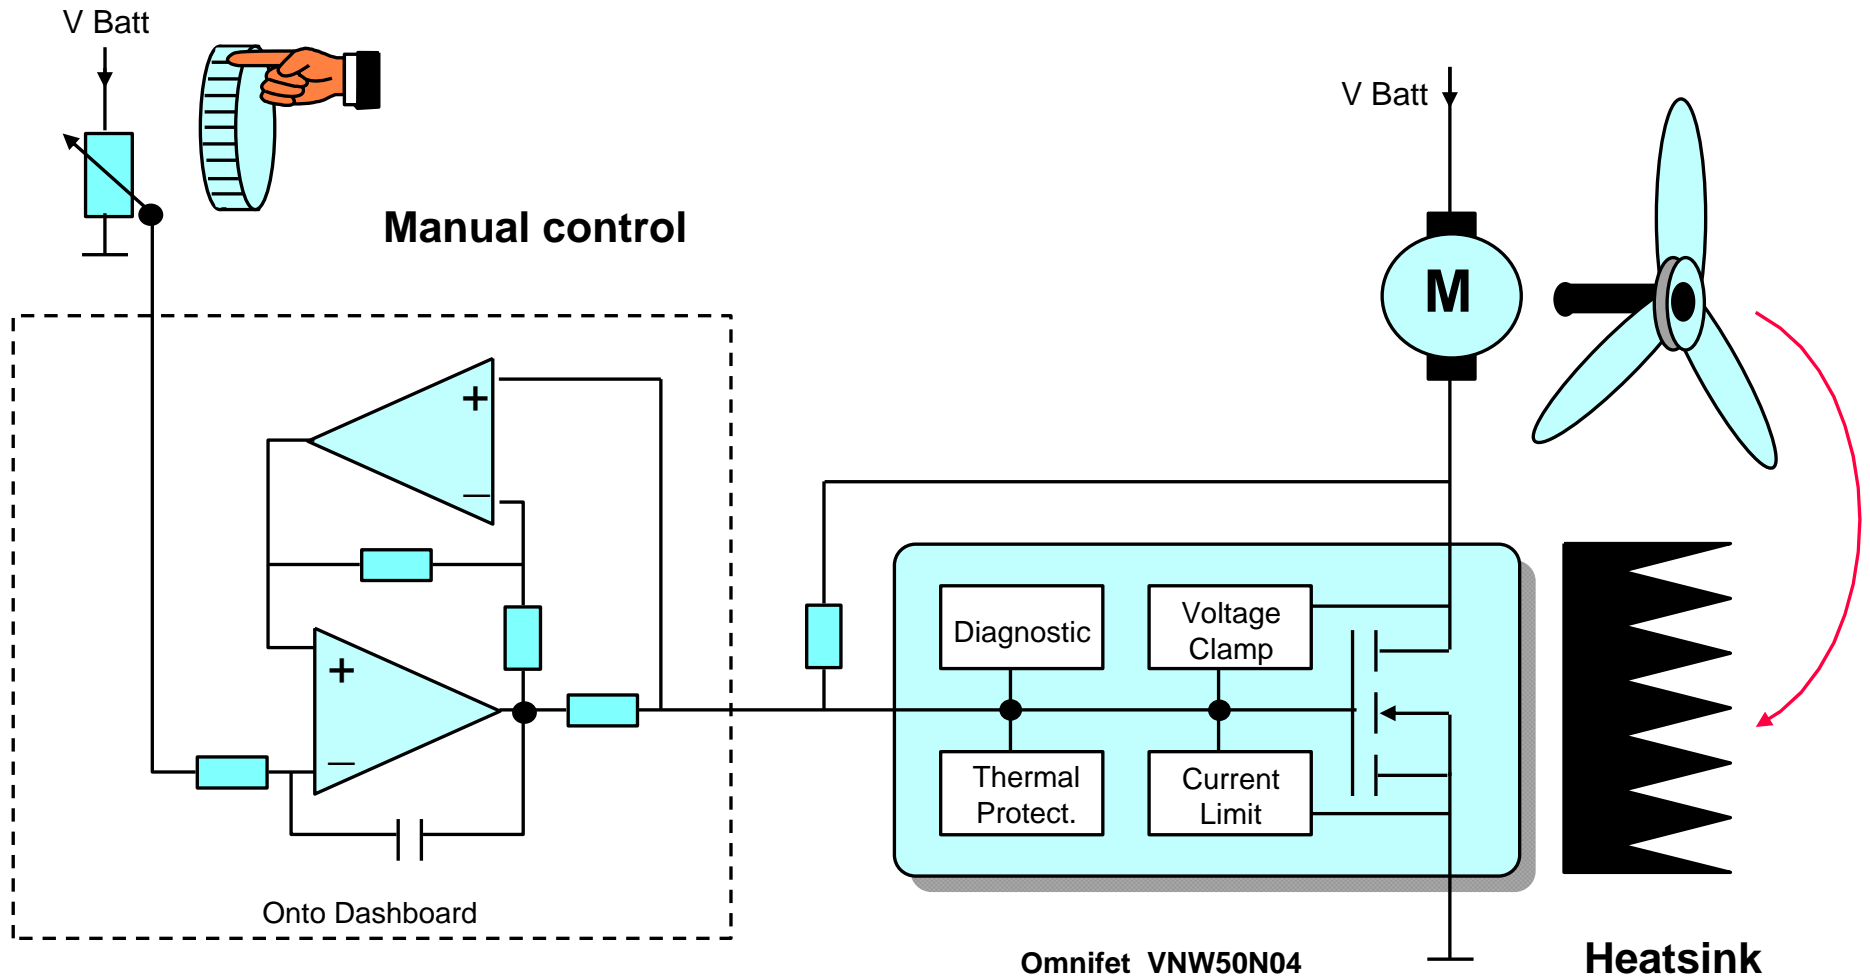 V Batt
V Batt
Manual control
M
+
_
Diagnostic
Voltage
Clamp
+
_
Thermal
Protect.
Current
Limit
Onto Dashboard
Omnifet VNW50N04
Heatsink